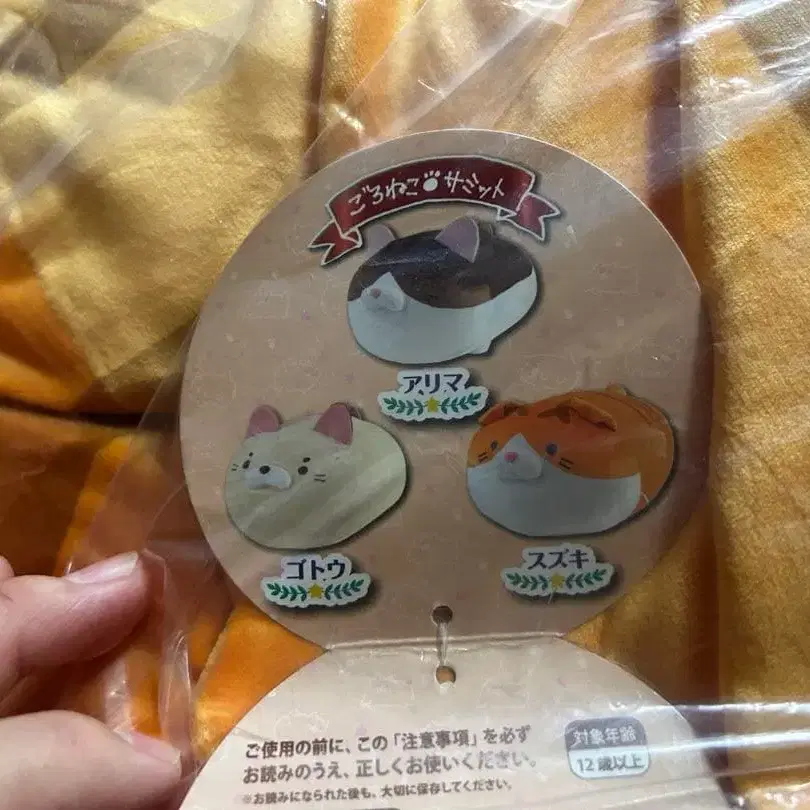 ごろねこサミット
アリマ
ゴトウ
スズキ
ご使用の前に、この「注意事項」を必ず
お読みのうえ、正しくお使いください。
※お読みになられた後も、大切に保存してください。
対象年齢
12歳以上